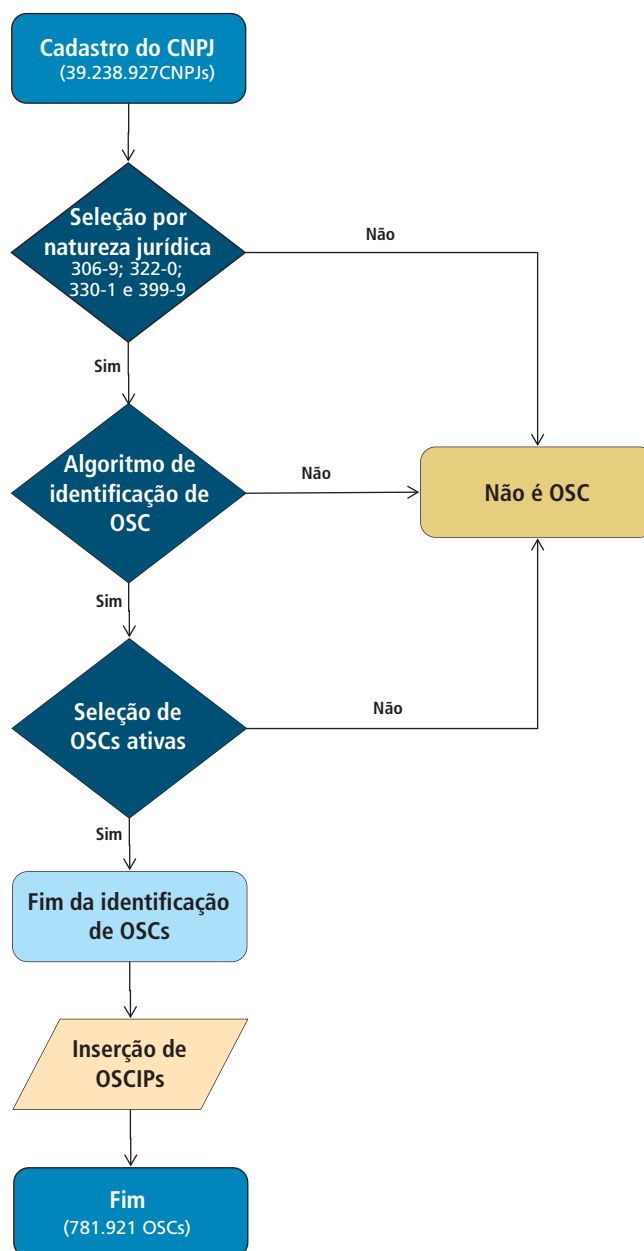 Cadastro do CNPJ
(39.238.927CNPJs)
Seleção por
natureza jurídica
306-9; 322-0;
330-1 e 399-9
Não
Sim
Algoritmo de
identificação de
OSC
Não
Não é OSC
Sim
Seleção de
OSCs ativas
Não
Sim
Fim da identificação
de OSCs
Inserção de
OSCIPs
Fim
(781.921 OSCs)